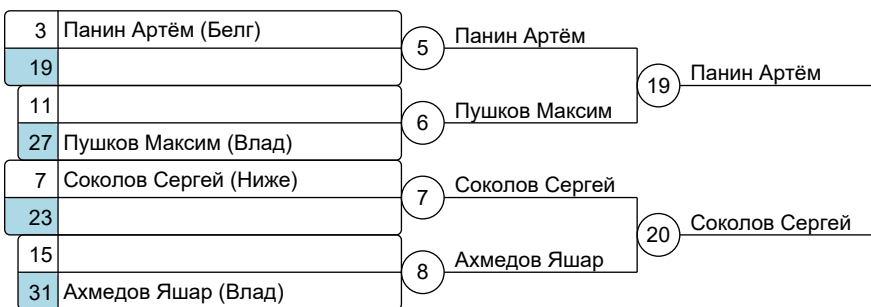 3 Панин Артём (Белг)
19
5 Панин Артём
11
27 Пушков Максим (Влад)
6 Пушков Максим
19 Панин Артём
7 Соколов Сергей (Ниже)
23
7 Соколов Сергей
15
31 Ахмедов Яшар (Влад)
8 Ахмедов Яшар
20 Соколов Сергей